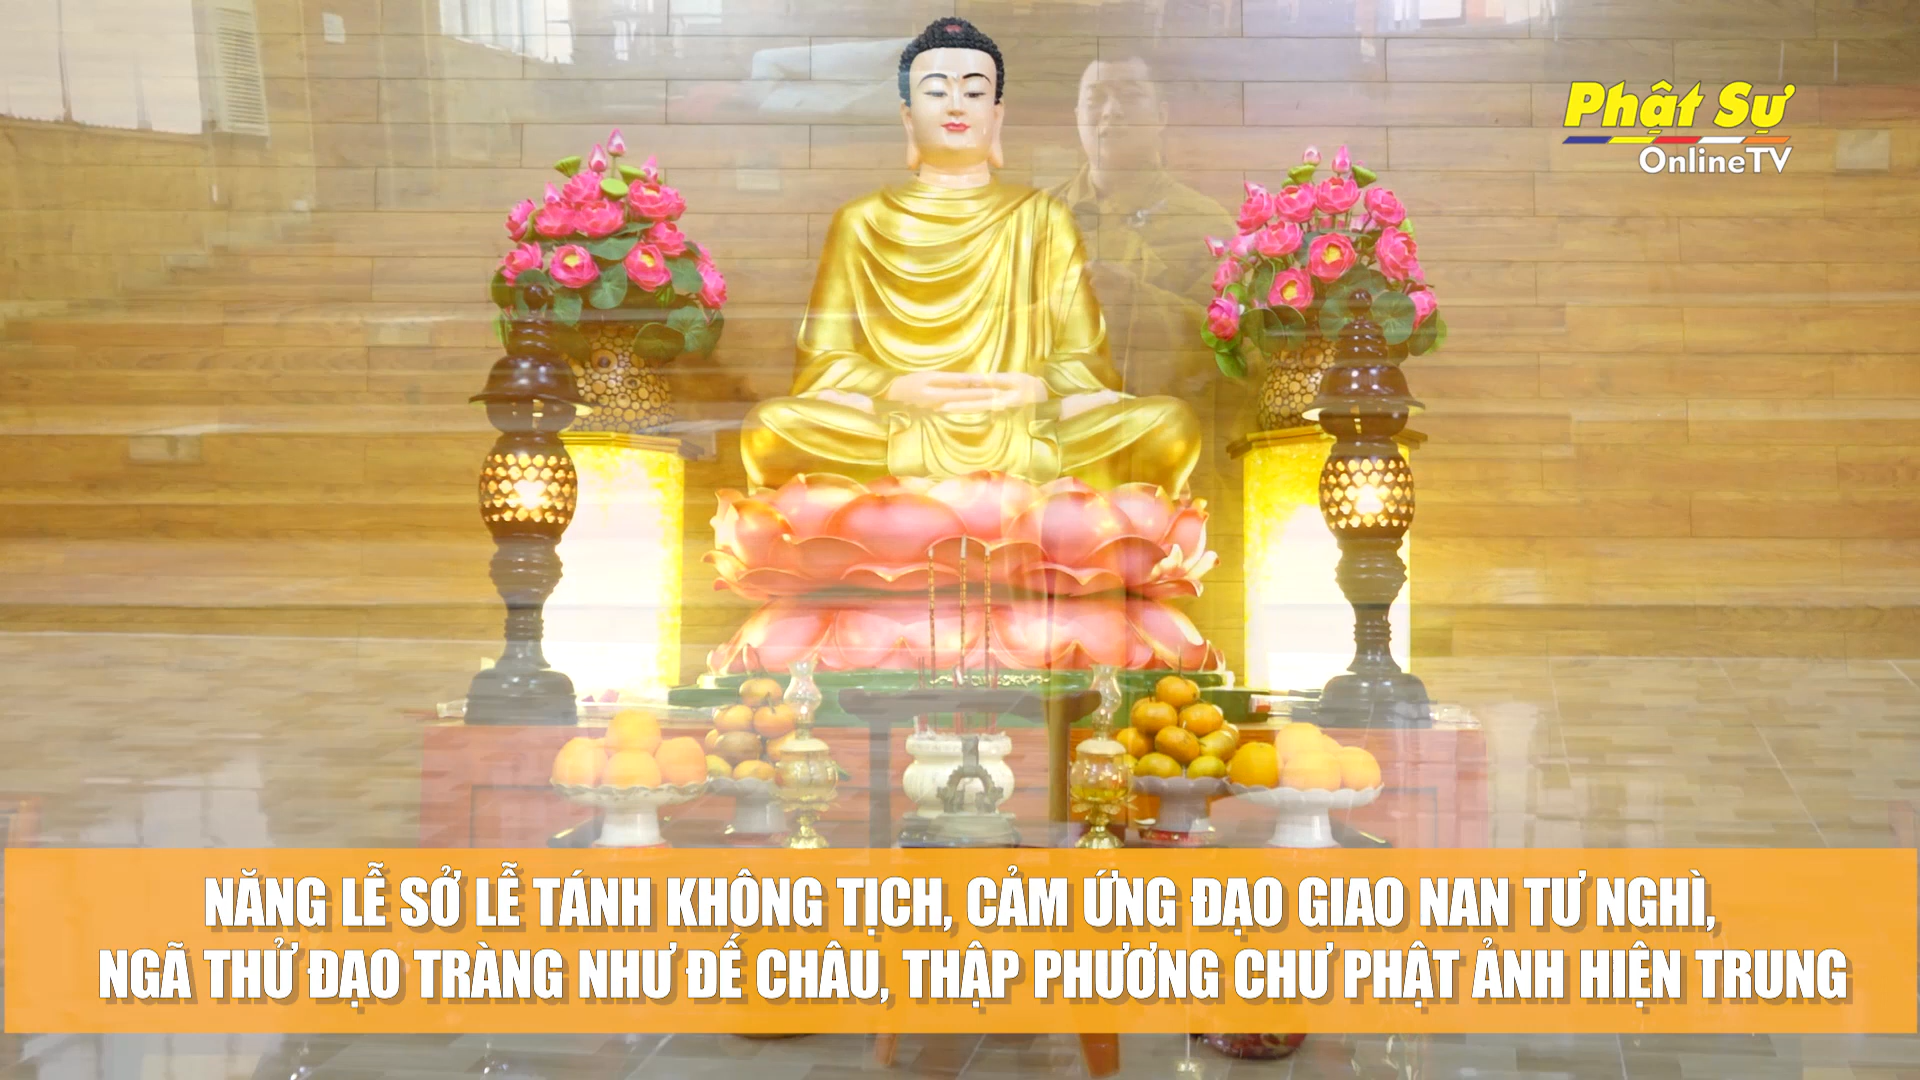 Phật Sự
OnlineTV
NĂNG LỄ SỞ LỄ TÁNH KHÔNG TỊCH, CẢM ỨNG ĐẠO GIAO NAN TƯ NGHÌ,
NGÃ THỬ ĐẠO TRÀNG NHƯ ĐẾ CHÂU, THẬP PHƯƠNG CHƯ PHẬT ẢNH HIỆN TRUNG